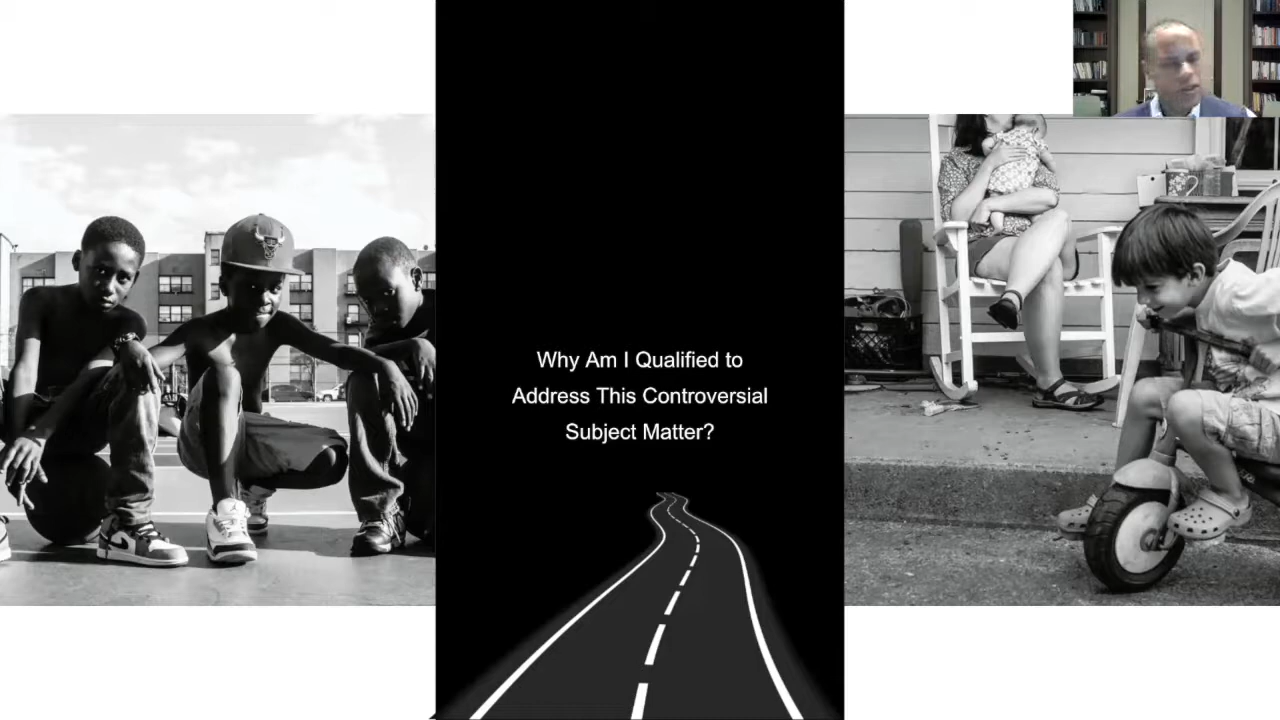 Why Am I Qualified to
Address This Controversial
Subject Matter?